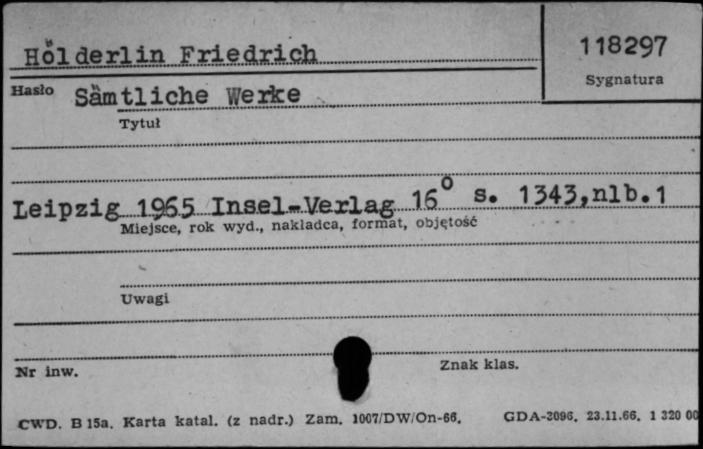 Hölderlin Friedrich
118297
Sygnatura
Hasło Sämtliche Werke
Tytuł
Leipzig 1965 Insel-Verlag 16° s. 1343,nlb.1
Miejsce, rok wyd., nakładca, format, objętość
Uwagi
Nr inw.
Znak klas.
CWD. B 15a. Karta katal. (z nadr.) Zam. 1007/DW/On-66. GDA-2096. 23.11.66. 1 320 00